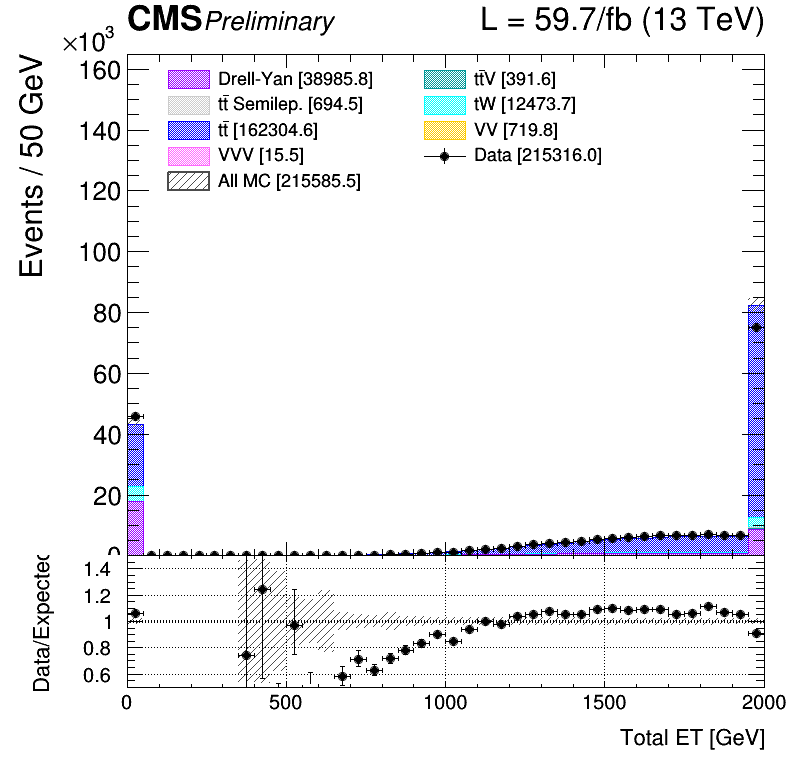 CMS Preliminary L = 59.7/fb (13 TeV)
×10³
Events / 50 GeV
160
140
120
100
80
60
40
20
0
Drell-Yan [38985.8]
tt̄ Semilep. [694.5]
tt̄ [162304.6]
VVV [15.5]
All MC [215585.5]
tt̄V [391.6]
tW [12473.7]
VV [719.8]
Data [215316.0]
Data/Expected
1.4
1.2
1
0.8
0.6
0 500 1000 1500 2000
Total ET [GeV]